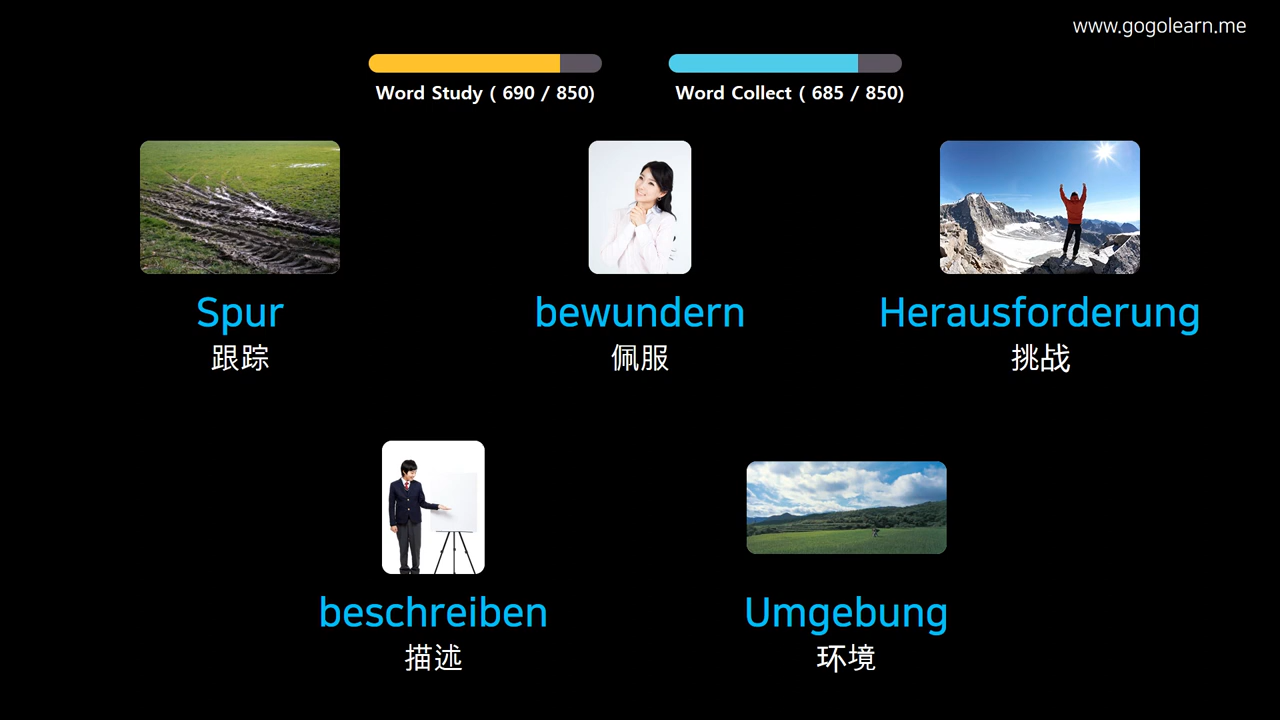 www.gogolearn.me
Word Study ( 690 / 850)
Word Collect ( 685 / 850)
Spur
跟踪
bewundern
佩服
Herausforderung
挑战
beschreiben
描述
Umgebung
环境